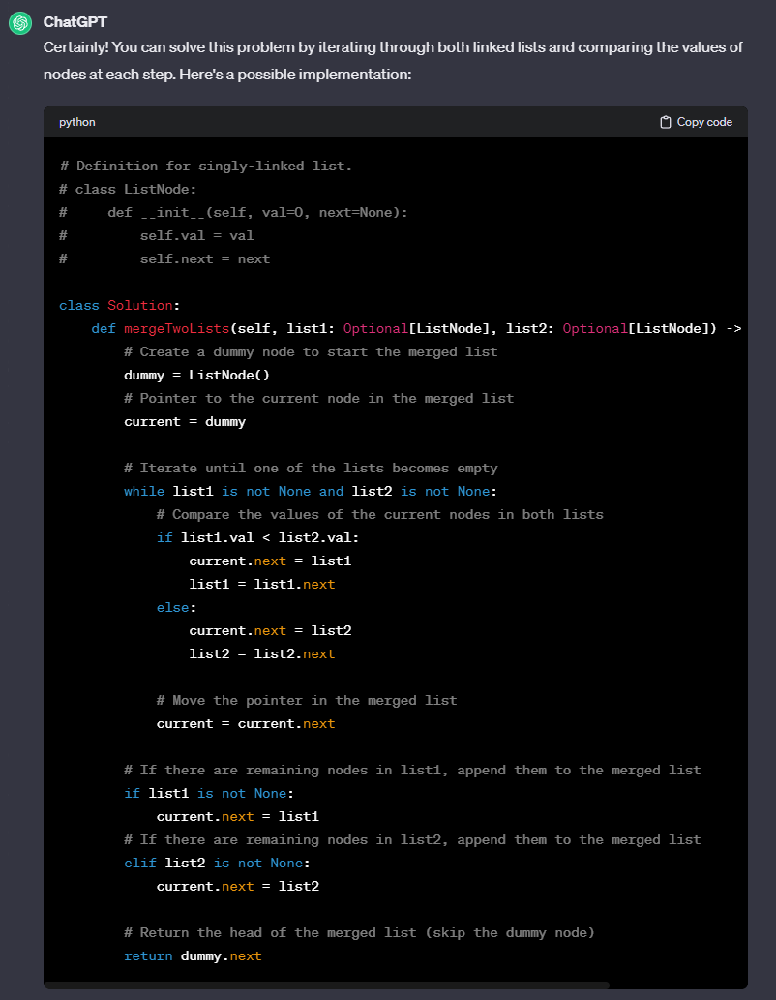 ChatGPT
Certainly! You can solve this problem by iterating through both linked lists and comparing the values of
nodes at each step. Here's a possible implementation:
python
Copy code
# Definition for singly-linked list.
# class ListNode:
#     def __init__(self, val=0, next=None):
#         self.val = val
#         self.next = next
class Solution:
    def mergeTwoLists(self, list1: Optional[ListNode], list2: Optional[ListNode]) ->
        # Create a dummy node to start the merged list
        dummy = ListNode()
        # Pointer to the current node in the merged list
        current = dummy
        # Iterate until one of the lists becomes empty
        while list1 is not None and list2 is not None:
            # Compare the values of the current nodes in both lists
            if list1.val < list2.val:
                current.next = list1
                list1 = list1.next
            else:
                current.next = list2
                list2 = list2.next
            # Move the pointer in the merged list
            current = current.next
        # If there are remaining nodes in list1, append them to the merged list
        if list1 is not None:
            current.next = list1
        # If there are remaining nodes in list2, append them to the merged list
        elif list2 is not None:
            current.next = list2
        # Return the head of the merged list (skip the dummy node)
        return dummy.next